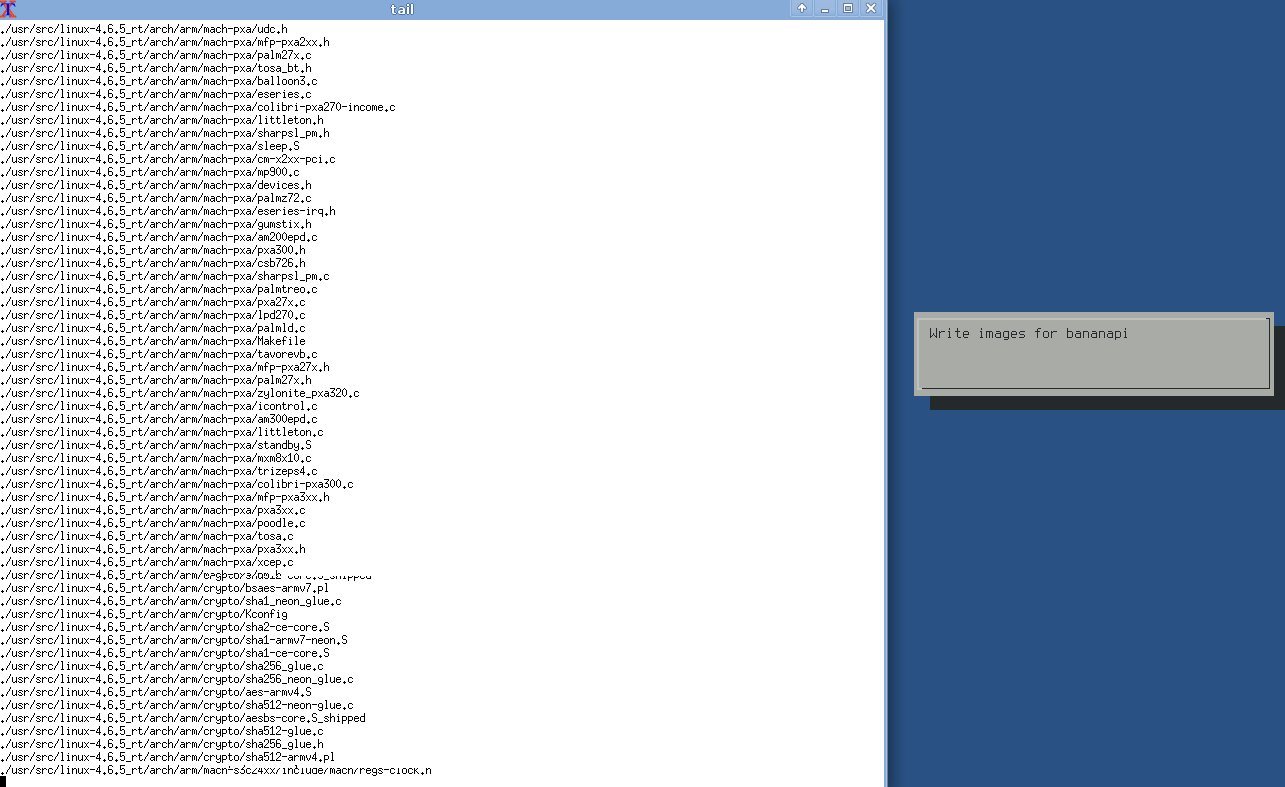 tail
./usr/src/linux-4.6.5_rt/arch/arm/mach-pxa/udc.h
./usr/src/linux-4.6.5_rt/arch/arm/mach-pxa/mfp-pxa2xx.h
./usr/src/linux-4.6.5_rt/arch/arm/mach-pxa/palm27x.c
./usr/src/linux-4.6.5_rt/arch/arm/mach-pxa/tosa_bt.h
./usr/src/linux-4.6.5_rt/arch/arm/mach-pxa/balloon3.c
./usr/src/linux-4.6.5_rt/arch/arm/mach-pxa/eseries.c
./usr/src/linux-4.6.5_rt/arch/arm/mach-pxa/colibri-pxa270-income.c
./usr/src/linux-4.6.5_rt/arch/arm/mach-pxa/littleton.h
./usr/src/linux-4.6.5_rt/arch/arm/mach-pxa/sharpsl_pm.h
./usr/src/linux-4.6.5_rt/arch/arm/mach-pxa/sleep.S
./usr/src/linux-4.6.5_rt/arch/arm/mach-pxa/cm-x2xx-pci.c
./usr/src/linux-4.6.5_rt/arch/arm/mach-pxa/mp900.c
./usr/src/linux-4.6.5_rt/arch/arm/mach-pxa/devices.h
./usr/src/linux-4.6.5_rt/arch/arm/mach-pxa/palmz72.c
./usr/src/linux-4.6.5_rt/arch/arm/mach-pxa/eseries-irq.h
./usr/src/linux-4.6.5_rt/arch/arm/mach-pxa/gumstix.h
./usr/src/linux-4.6.5_rt/arch/arm/mach-pxa/am200epd.c
./usr/src/linux-4.6.5_rt/arch/arm/mach-pxa/pxa300.h
./usr/src/linux-4.6.5_rt/arch/arm/mach-pxa/csb726.h
./usr/src/linux-4.6.5_rt/arch/arm/mach-pxa/sharpsl_pm.c
./usr/src/linux-4.6.5_rt/arch/arm/mach-pxa/palmtreo.c
./usr/src/linux-4.6.5_rt/arch/arm/mach-pxa/pxa27x.c
./usr/src/linux-4.6.5_rt/arch/arm/mach-pxa/lpd270.c
./usr/src/linux-4.6.5_rt/arch/arm/mach-pxa/palmld.c
./usr/src/linux-4.6.5_rt/arch/arm/mach-pxa/Makefile
./usr/src/linux-4.6.5_rt/arch/arm/mach-pxa/tavorevb.c
./usr/src/linux-4.6.5_rt/arch/arm/mach-pxa/mfp-pxa27x.h
./usr/src/linux-4.6.5_rt/arch/arm/mach-pxa/palm27x.h
./usr/src/linux-4.6.5_rt/arch/arm/mach-pxa/zylonite_pxa320.c
./usr/src/linux-4.6.5_rt/arch/arm/mach-pxa/icontrol.c
./usr/src/linux-4.6.5_rt/arch/arm/mach-pxa/am300epd.c
./usr/src/linux-4.6.5_rt/arch/arm/mach-pxa/littleton.c
./usr/src/linux-4.6.5_rt/arch/arm/mach-pxa/standby.S
./usr/src/linux-4.6.5_rt/arch/arm/mach-pxa/mxm8x10.c
./usr/src/linux-4.6.5_rt/arch/arm/mach-pxa/trizeps4.c
./usr/src/linux-4.6.5_rt/arch/arm/mach-pxa/colibri-pxa300.c
./usr/src/linux-4.6.5_rt/arch/arm/mach-pxa/mfp-pxa3xx.h
./usr/src/linux-4.6.5_rt/arch/arm/mach-pxa/pxa3xx.c
./usr/src/linux-4.6.5_rt/arch/arm/mach-pxa/poodle.c
./usr/src/linux-4.6.5_rt/arch/arm/mach-pxa/tosa.c
./usr/src/linux-4.6.5_rt/arch/arm/mach-pxa/pxa3xx.h
./usr/src/linux-4.6.5_rt/arch/arm/mach-pxa/xcep.c
./usr/src/linux-4.6.5_rt/arch/arm/
./usr/src/linux-4.6.5_rt/arch/arm/crypto/bsaes-armv7.pl
./usr/src/linux-4.6.5_rt/arch/arm/crypto/sha1_neon_glue.c
./usr/src/linux-4.6.5_rt/arch/arm/crypto/Kconfig
./usr/src/linux-4.6.5_rt/arch/arm/crypto/sha2-ce-core.S
./usr/src/linux-4.6.5_rt/arch/arm/crypto/sha1-armv7-neon.S
./usr/src/linux-4.6.5_rt/arch/arm/crypto/sha1-ce-core.S
./usr/src/linux-4.6.5_rt/arch/arm/crypto/sha256_glue.c
./usr/src/linux-4.6.5_rt/arch/arm/crypto/sha256_neon_glue.c
./usr/src/linux-4.6.5_rt/arch/arm/crypto/aes-armv4.S
./usr/src/linux-4.6.5_rt/arch/arm/crypto/sha512-neon-glue.c
./usr/src/linux-4.6.5_rt/arch/arm/crypto/aesbs-core.S_shipped
./usr/src/linux-4.6.5_rt/arch/arm/crypto/sha512-glue.c
./usr/src/linux-4.6.5_rt/arch/arm/crypto/sha256_glue.h
./usr/src/linux-4.6.5_rt/arch/arm/crypto/sha512-armv4.pl
./usr/src/linux-4.6.5_rt/arch/arm/mach-s3c24xx/include/mach/regs-clock.h
Write images for bananapi